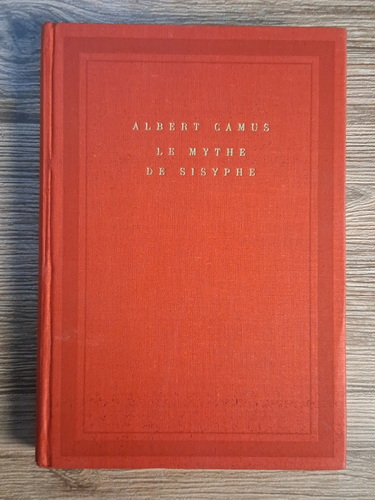 ALBERT CAMUS
LE MYTHE
DE SISYPHE